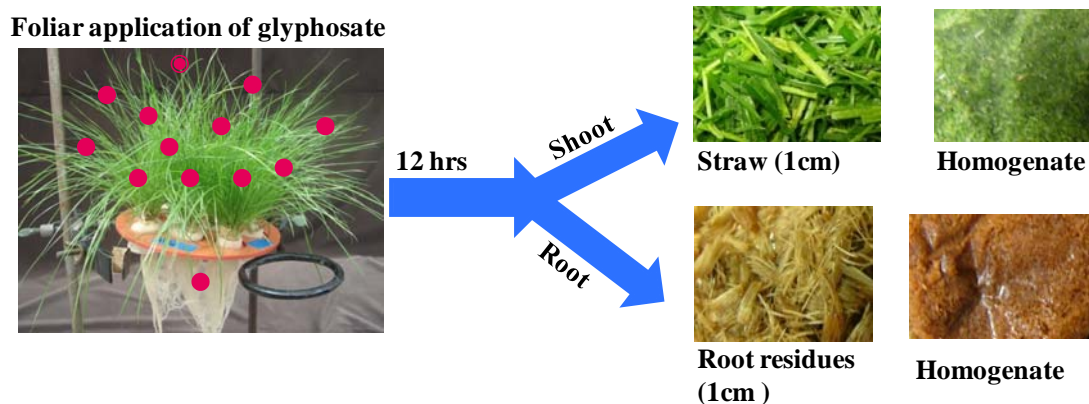 Foliar application of glyphosate
12 hrs
Shoot
Root
Straw (1cm)
Homogenate
Root residues
(1cm )
Homogenate